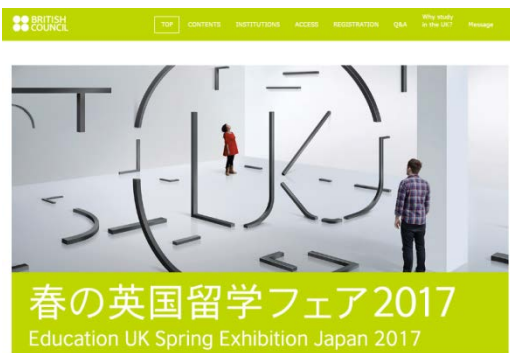 BRITISH
COUNCIL
TOP CONTENTS INSTITUTIONS ACCESS REGISTRATION Q&A Why study in the UK? Message
UK
春の英国留学フェア2017
Education UK Spring Exhibition Japan 2017